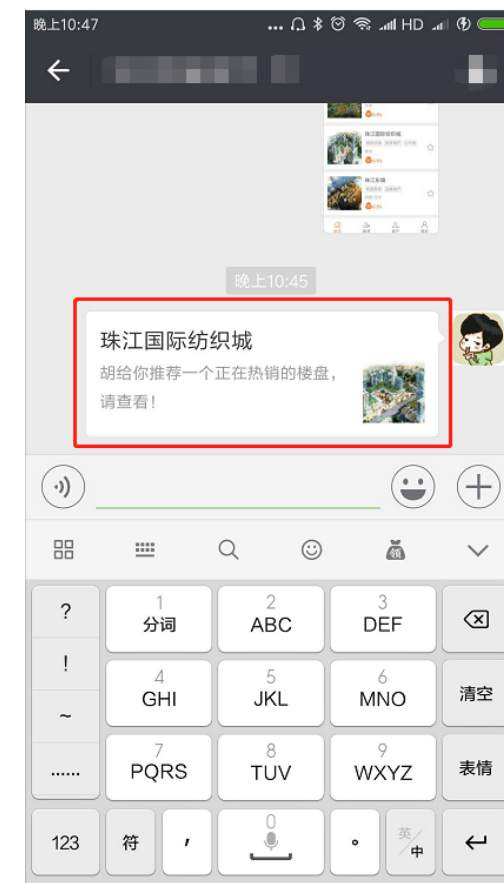 晚上10:47
... HD
珠江国际纺织城
珠江东境
晚上10:45
珠江国际纺织城
胡给你推荐一个正在热销的楼盘，
请查看！
领
?
!
~
......
1
分词
2
ABC
3
DEF
4
GHI
5
JKL
6
MNO
清空
7
PQRS
8
TUV
9
WXYZ
表情
123
符
，
0
。
英/中